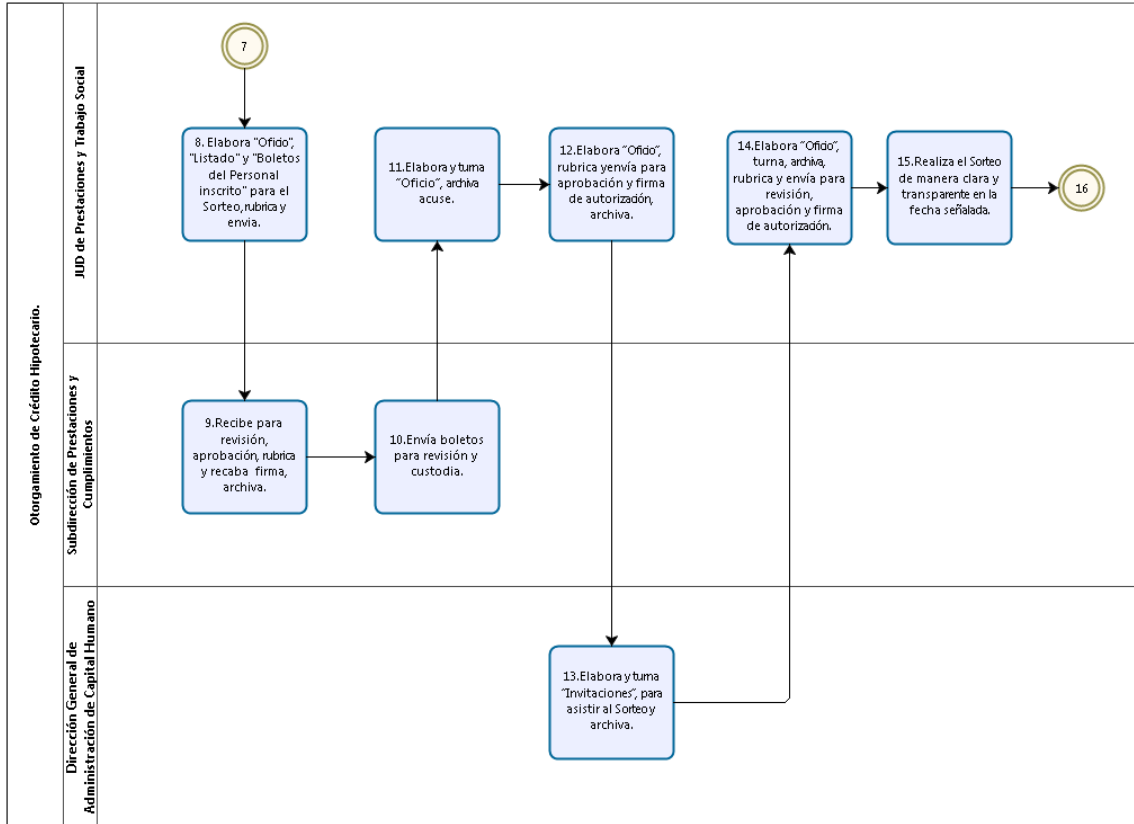 Otorgamiento de Crédito Hipotecario.
JUD de Prestaciones y Trabajo Social
7
8. Elabora "Oficio",
"Listado" y "Boletos
del Personal
inscrito" para el
Sorteo, rubrica y
envia.
11.Elabora y turna
"Oficio", archiva
acuse.
12.Elabora "Oficio",
rubrica yenvía para
aprobación y firma
de autorización,
archiva.
14.Elabora "Oficio",
turna, archiva,
rubrica y envía para
revisión,
aprobación y firma
de autorización.
15.Realiza el Sorteo
de manera clara y
transparente en la
fecha señalada.
16
Subdirección de Prestaciones y
Cumplimientos
9.Recibe para
revisión,
aprobación, rubrica
y recaba firma,
archiva.
10.Envía boletos
para revisión y
custodia.
Dirección General de
Administración de Capital Humano
13.Elabora y turna
"Invitaciones", para
asistir al Sorteo y
archiva.